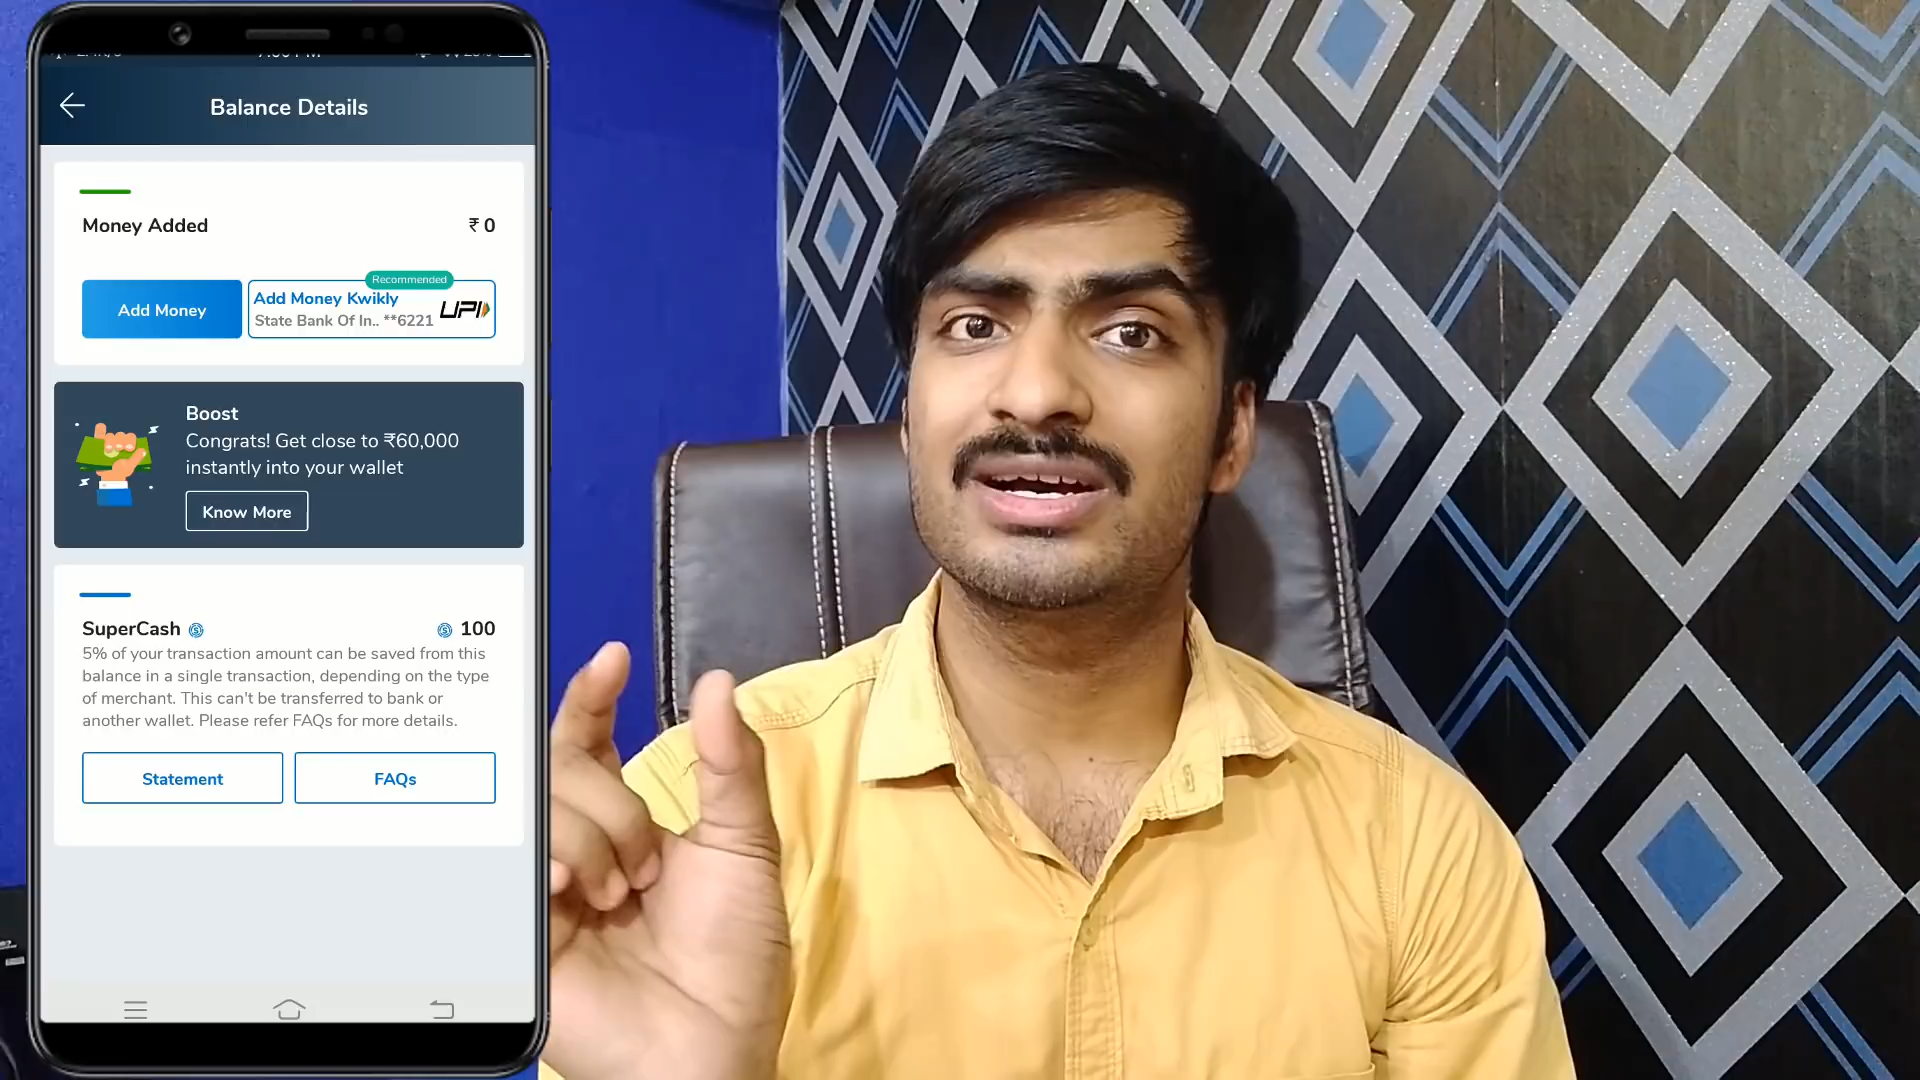 Balance Details
Money Added
₹ 0
Recommended
Add Money
Add Money Kwikly
State Bank Of In.. **6221
UPI
Boost
Congrats! Get close to ₹60,000
instantly into your wallet
Know More
SuperCash
100
5% of your transaction amount can be saved from this
balance in a single transaction, depending on the type
of merchant. This can't be transferred to bank or
another wallet. Please refer FAQs for more details.
Statement
FAQs